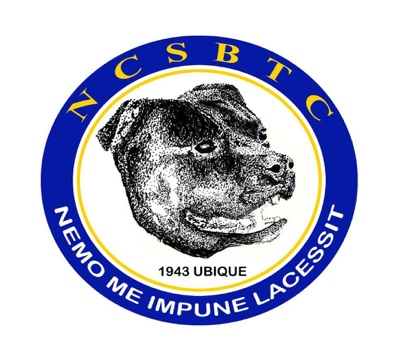 NCSBTC
1943 UBIQUE
NEMO ME IMPUNE LACESSIT